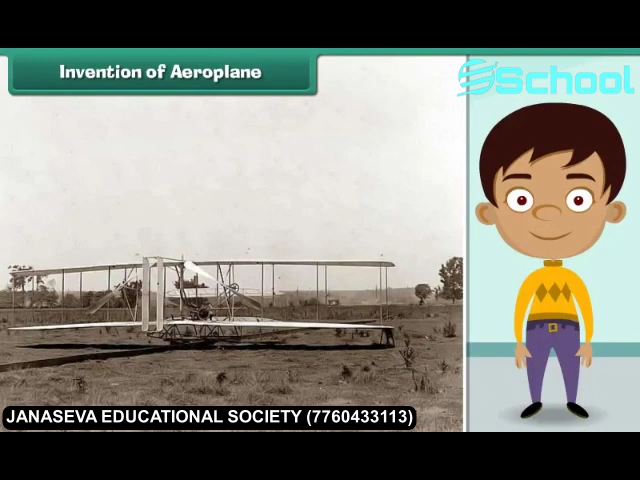 Invention of Aeroplane
School
JANASEVA EDUCATIONAL SOCIETY (7760433113)